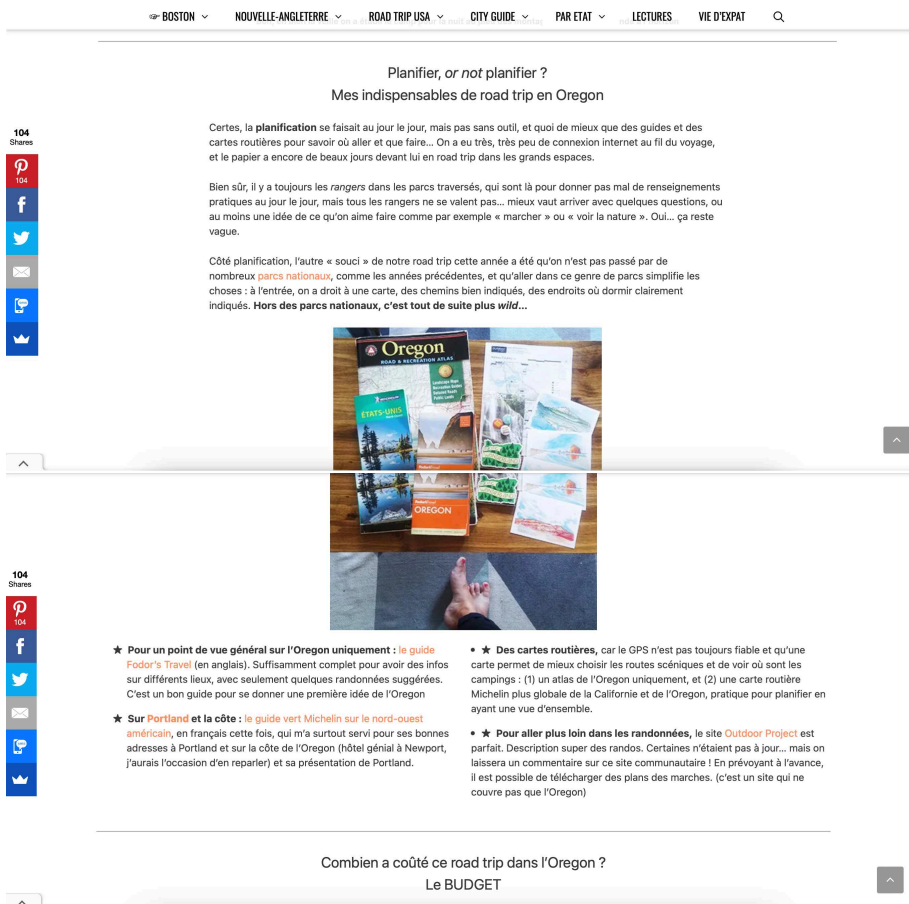 ☞ BOSTON NOUVELLE-ANGLETERRE ROAD TRIP USA CITY GUIDE PAR ETAT LECTURES VIE D'EXPAT
Planifier, or not planifier ?
Mes indispensables de road trip en Oregon
104
Shares
104
Certes, la planification se faisait au jour le jour, mais pas sans outil, et quoi de mieux que des guides et des
cartes routières pour savoir où aller et que faire... On a eu très, très peu de connexion internet au fil du voyage,
et le papier a encore de beaux jours devant lui en road trip dans les grands espaces.
Bien sûr, il y a toujours les rangers dans les parcs traversés, qui sont là pour donner pas mal de renseignements
pratiques au jour le jour, mais tous les rangers ne se valent pas... mieux vaut arriver avec quelques questions, ou
au moins une idée de ce qu'on aime faire comme par exemple « marcher » ou « voir la nature ». Oui... ça reste
vague.
Côté planification, l'autre « souci » de notre road trip cette année a été qu'on n'est pas passé par de
nombreux parcs nationaux, comme les années précédentes, et qu'aller dans ce genre de parcs simplifie les
choses : à l'entrée, on a droit à une carte, des chemins bien indiqués, des endroits où dormir clairement
indiqués. Hors des parcs nationaux, c'est tout de suite plus wild...
Oregon
ROAD & RECREATION ATLAS
ÉTATS-UNIS
OREGON
104
Shares
104
★ Pour un point de vue général sur l'Oregon uniquement : le guide
Fodor's Travel (en anglais). Suffisamment complet pour avoir des infos
sur différents lieux, avec seulement quelques randonnées suggérées.
C'est un bon guide pour se donner une première idée de l'Oregon
★ Sur Portland et la côte : le guide vert Michelin sur le nord-ouest
américain, en français cette fois, qui m'a surtout servi pour ses bonnes
adresses à Portland et sur la côte de l'Oregon (hôtel génial à Newport,
j'aurais l'occasion d'en reparler) et sa présentation de Portland.
• ★ Des cartes routières, car le GPS n'est pas toujours fiable et qu'une
carte permet de mieux choisir les routes scéniques et de voir où sont les
campings : (1) un atlas de l'Oregon uniquement, et (2) une carte routière
Michelin plus globale de la Californie et de l'Oregon, pratique pour planifier en
ayant une vue d'ensemble.
• ★ Pour aller plus loin dans les randonnées, le site Outdoor Project est
parfait. Description super des randos. Certaines n'étaient pas à jour... mais on
laissera un commentaire sur ce site communautaire ! En prévoyant à l'avance,
il est possible de télécharger des plans des marches. (c'est un site qui ne
couvre pas que l'Oregon)
Combien a coûté ce road trip dans l'Oregon ?
Le BUDGET